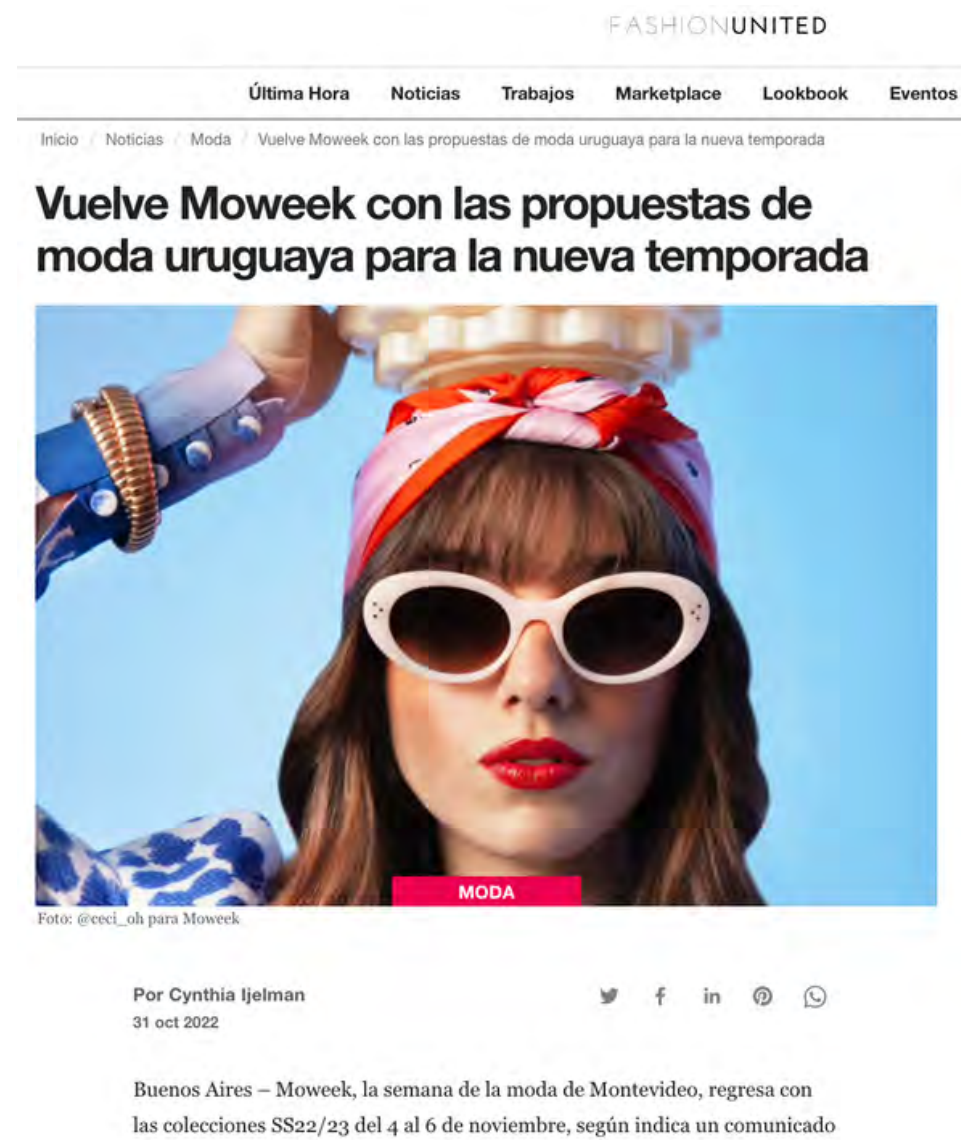 FASHIONUNITED
Última Hora Noticias Trabajos Marketplace Lookbook Eventos
Inicio / Noticias / Moda / Vuelve Moweek con las propuestas de moda uruguaya para la nueva temporada
Vuelve Moweek con las propuestas de
moda uruguaya para la nueva temporada
MODA
Foto: @ceci_oh para Moweek
Por Cynthia Ijelman
31 oct 2022
Buenos Aires – Moweek, la semana de la moda de Montevideo, regresa con
las colecciones SS22/23 del 4 al 6 de noviembre, según indica un comunicado